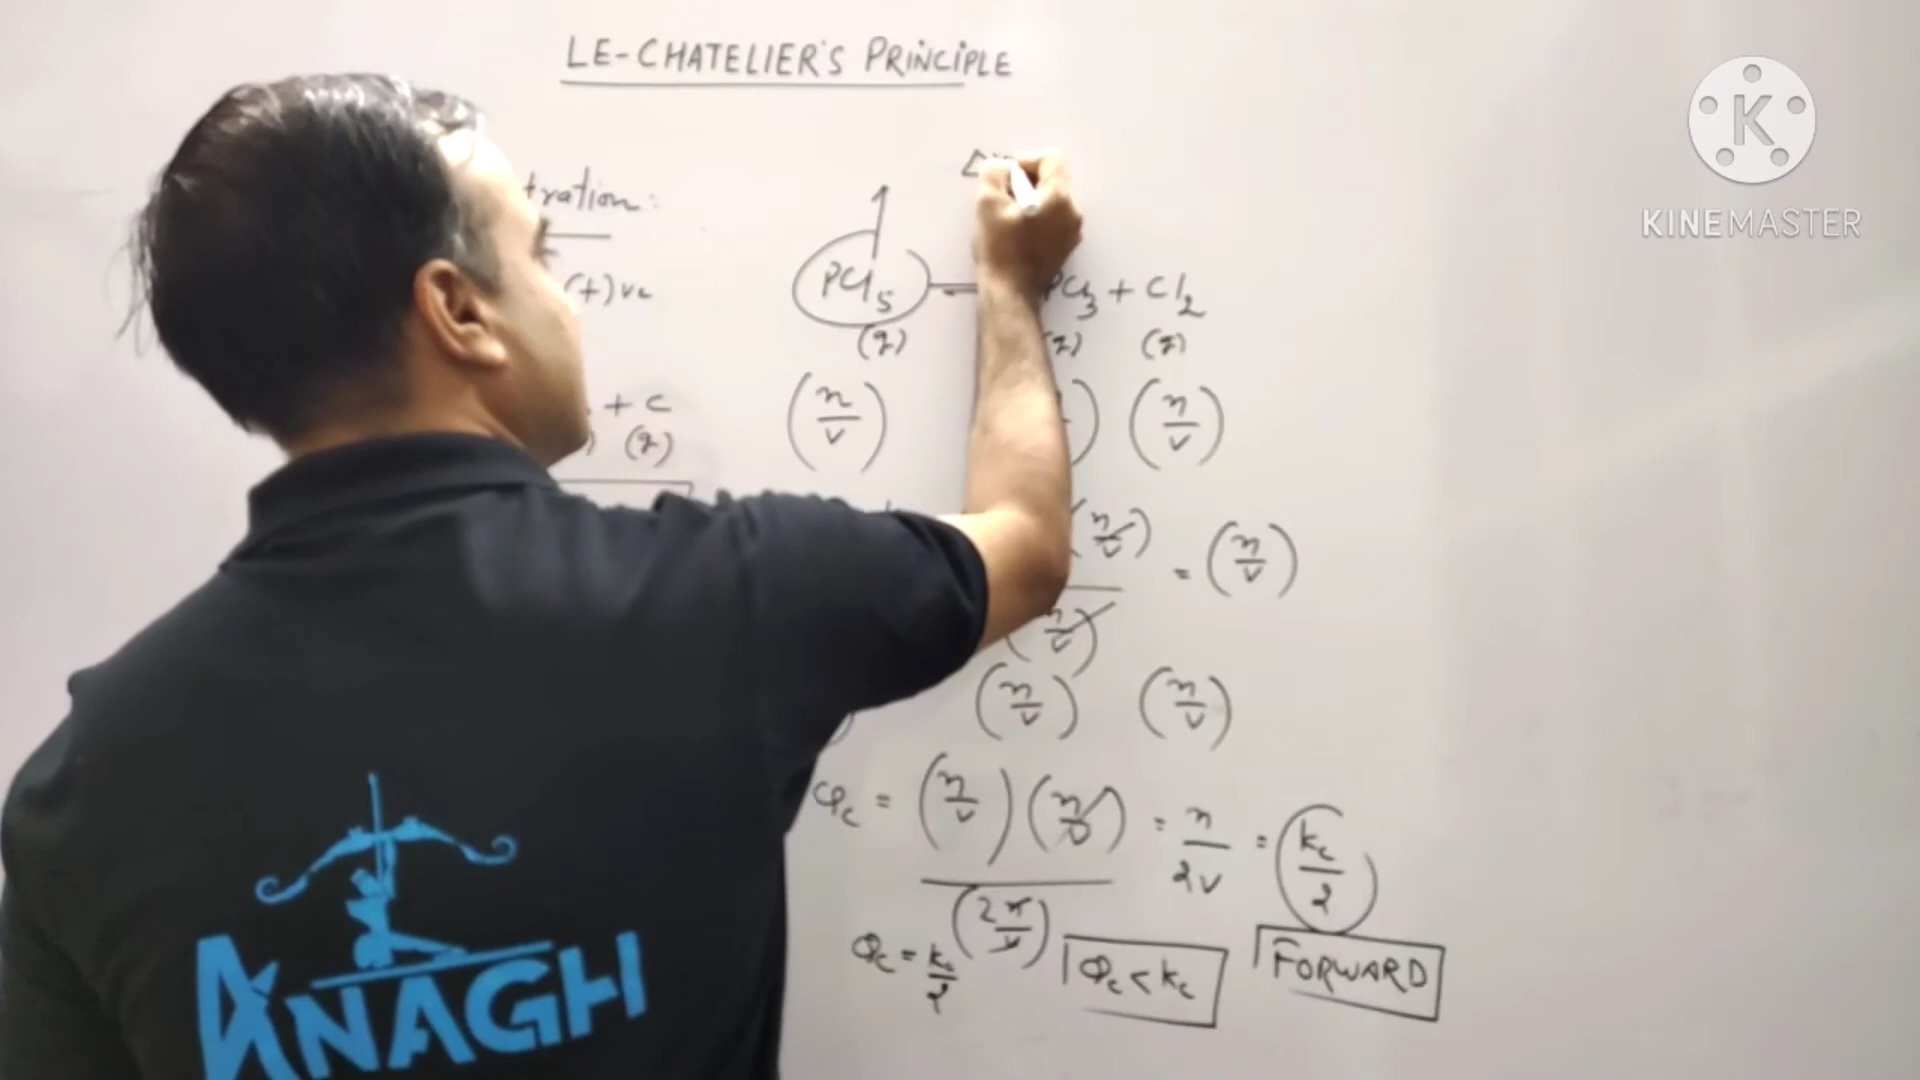 LE-CHATELIER'S PRINCIPLE
KINEMASTER
tration:
(+)ve
+ C
(g)
PCl5 PCl3 + Cl2
(g) (g) (g)
(n/v) (n/v)
(n/v) = (n/v)
(n/v)
(n/v) (n/v)
Qc = (n/v) (n/v) / (2n/v) = n/2v = kc/2
Qc = kc/2
Qc < kc
FORWARD
ANAGH